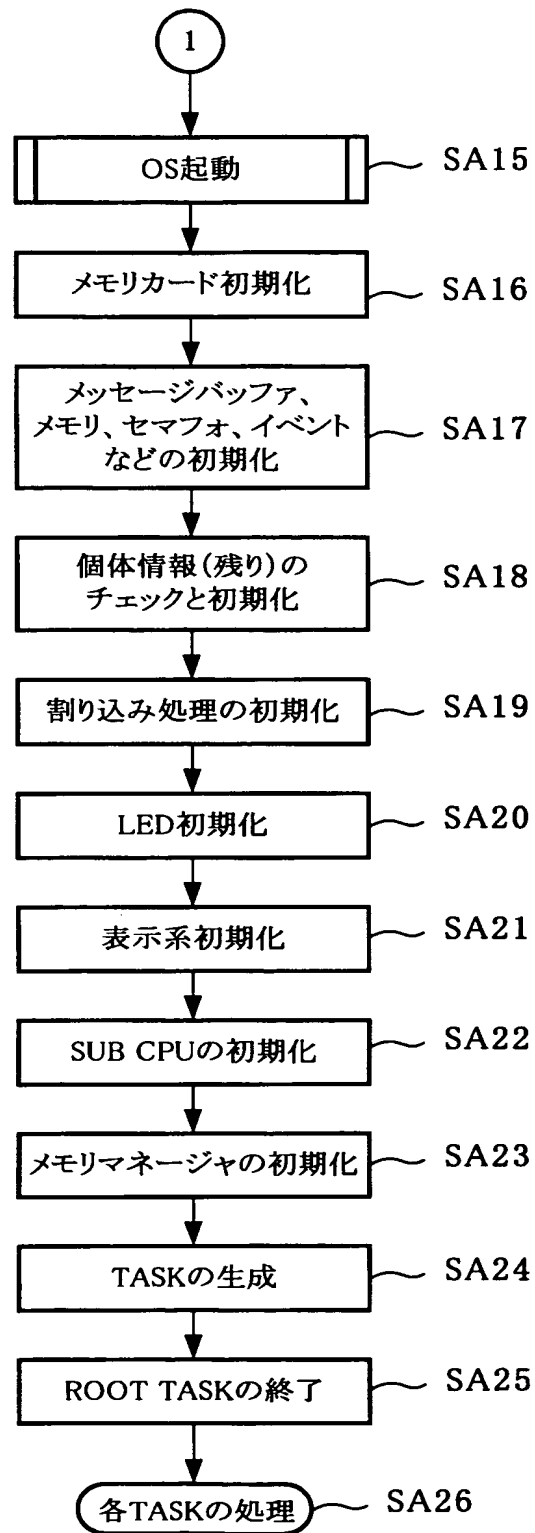 1
OS起動
SA15
メモリカード初期化
SA16
メッセージバッファ、
メモリ、セマフォ、イベント
などの初期化
SA17
個体情報(残り)の
チェックと初期化
SA18
割り込み処理の初期化
SA19
LED初期化
SA20
表示系初期化
SA21
SUB CPUの初期化
SA22
メモリマネージャの初期化
SA23
TASKの生成
SA24
ROOT TASKの終了
SA25
各TASKの処理
SA26